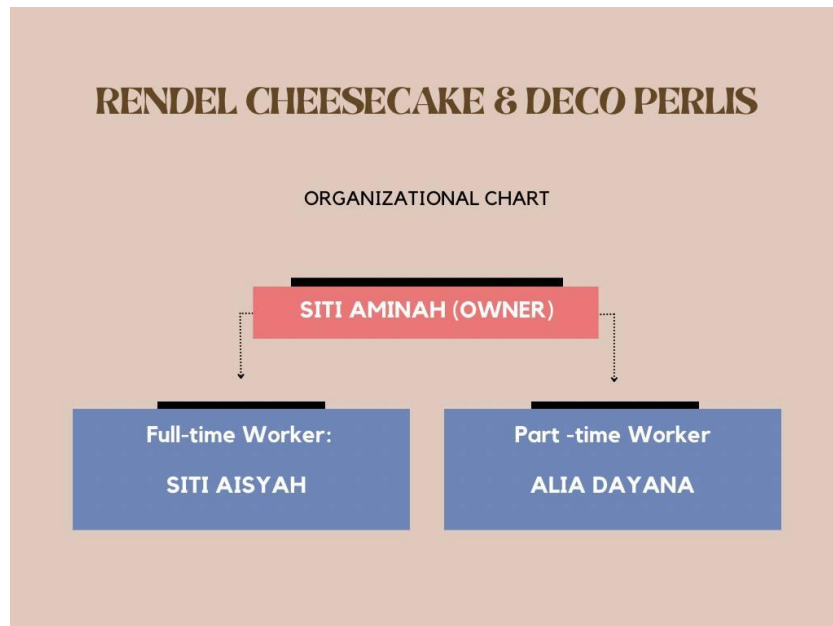 RENDEL CHEESECAKE & DECO PERLIS
ORGANIZATIONAL CHART
SITI AMINAH (OWNER)
Full-time Worker:
SITI AISYAH
Part -time Worker
ALIA DAYANA